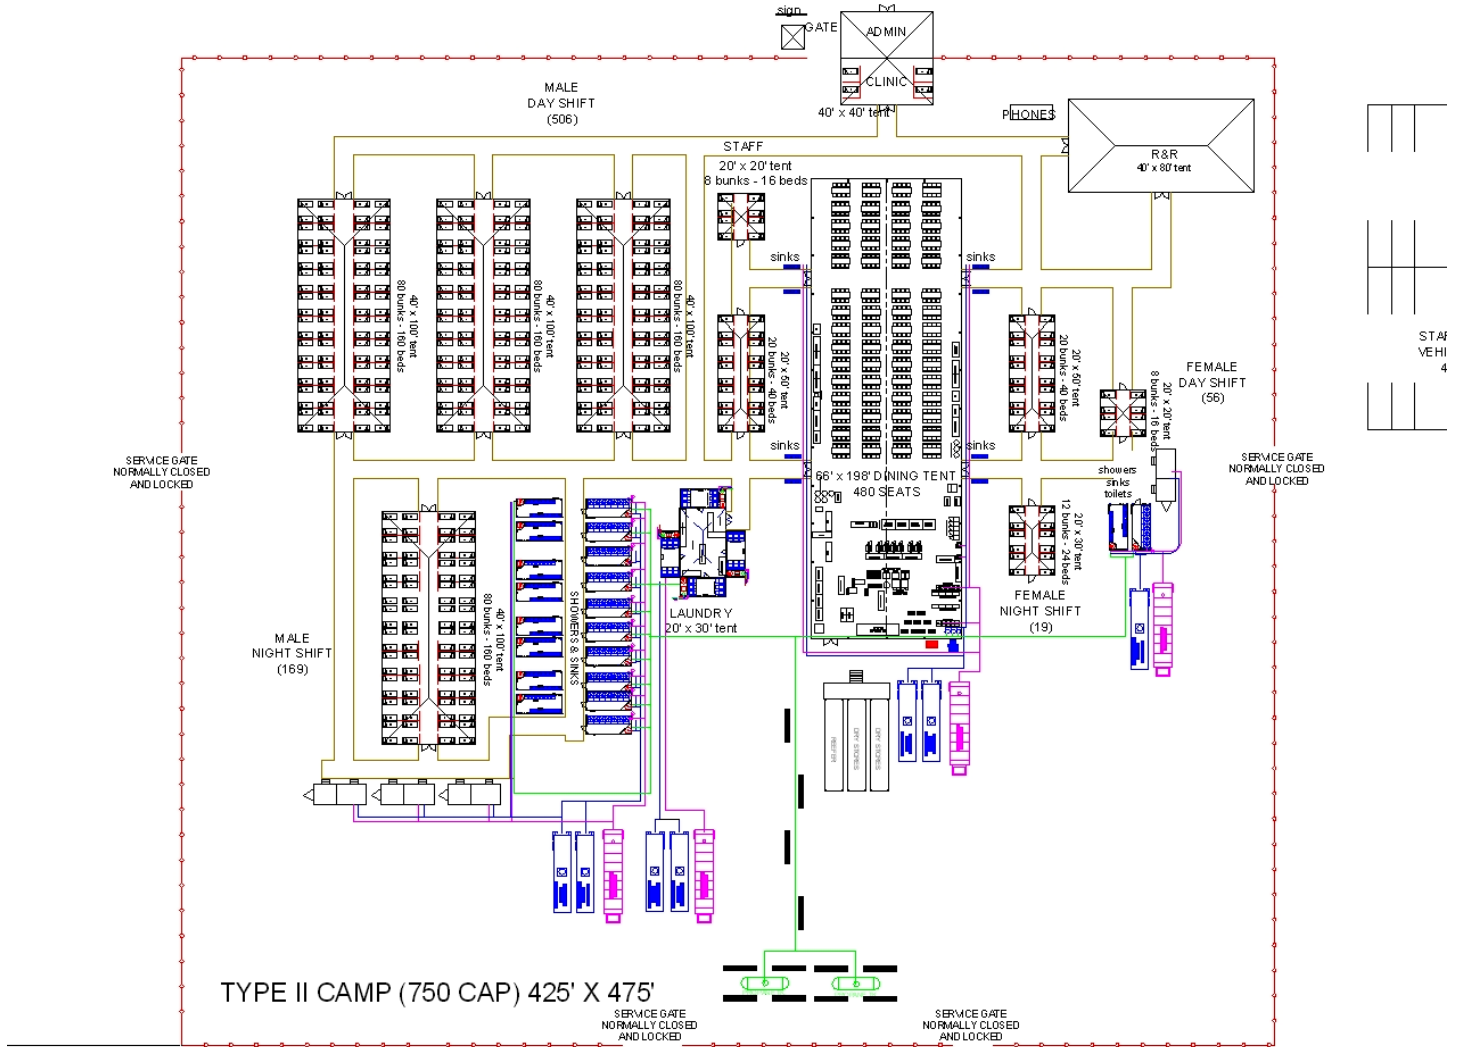 sign
GATE
ADMIN
CLINIC
40' x 40' tent
MALE
DAY SHIFT
(506)
PHONES
R&R
40' x 80' tent
STAFF
20' x 20' tent
8 bunks - 16 beds
sinks
sinks
40' x 100' tent
80 bunks - 160 beds
40' x 100' tent
80 bunks - 160 beds
40' x 100' tent
80 bunks - 160 beds
20' x 50' tent
20 bunks - 40 beds
20' x 50' tent
20 bunks - 40 beds
FEMALE
DAY SHIFT
(56)
20' x 20' tent
8 bunks - 16 beds
sinks
sinks
SERVICE GATE
NORMALLY CLOSED
AND LOCKED
66' x 198' DINING TENT
480 SEATS
showers
sinks
toilets
SERVICE GATE
NORMALLY CLOSED
AND LOCKED
20' x 30' tent
12 bunks - 24 beds
FEMALE
NIGHT SHIFT
(19)
MALE
NIGHT SHIFT
(169)
40' x 100' tent
80 bunks - 160 beds
SHOWERS & SINKS
LAUNDRY
20' x 30' tent
REEFER
DRY STORES
DRY STORES
TYPE II CAMP (750 CAP) 425' X 475'
SERVICE GATE
NORMALLY CLOSED
AND LOCKED
SERVICE GATE
NORMALLY CLOSED
AND LOCKED